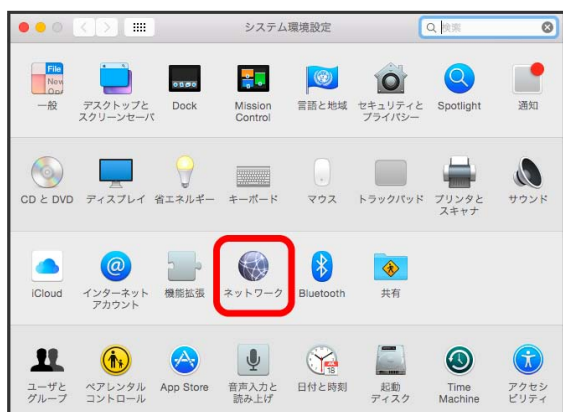 システム環境設定
検索
File
New
一般
デスクトップと
スクリーンセーバ
Dock
Mission
Control
言語と地域
セキュリティと
プライバシー
Spotlight
通知
CD と DVD
ディスプレイ
省エネルギー
キーボード
マウス
トラックパッド
プリンタと
スキャナ
サウンド
iCloud
インターネット
アカウント
機能拡張
ネットワーク
Bluetooth
共有
ユーザと
グループ
ペアレンタル
コントロール
App Store
音声入力と
読み上げ
18
日付と時刻
起動
ディスク
Time
Machine
アクセシ
ビリティ